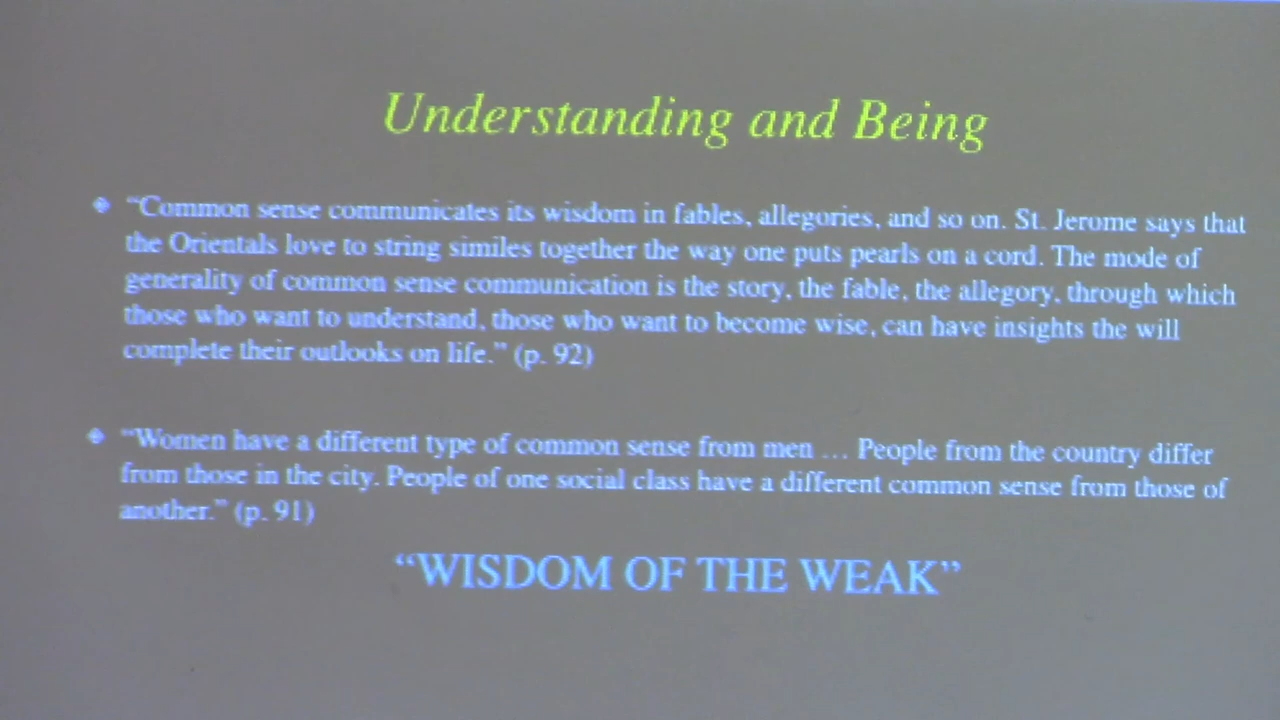 Understanding and Being
“Common sense communicates its wisdom in fables, allegories, and so on. St. Jerome says that
the Orientals love to string similes together the way one puts pearls on a cord. The mode of
generality of common sense communication is the story, the fable, the allegory, through which
those who want to understand, those who want to become wise, can have insights the will
complete their outlooks on life.” (p. 92)
“Women have a different type of common sense from men … People from the country differ
from those in the city. People of one social class have a different common sense from those of
another.” (p. 91)
“WISDOM OF THE WEAK”